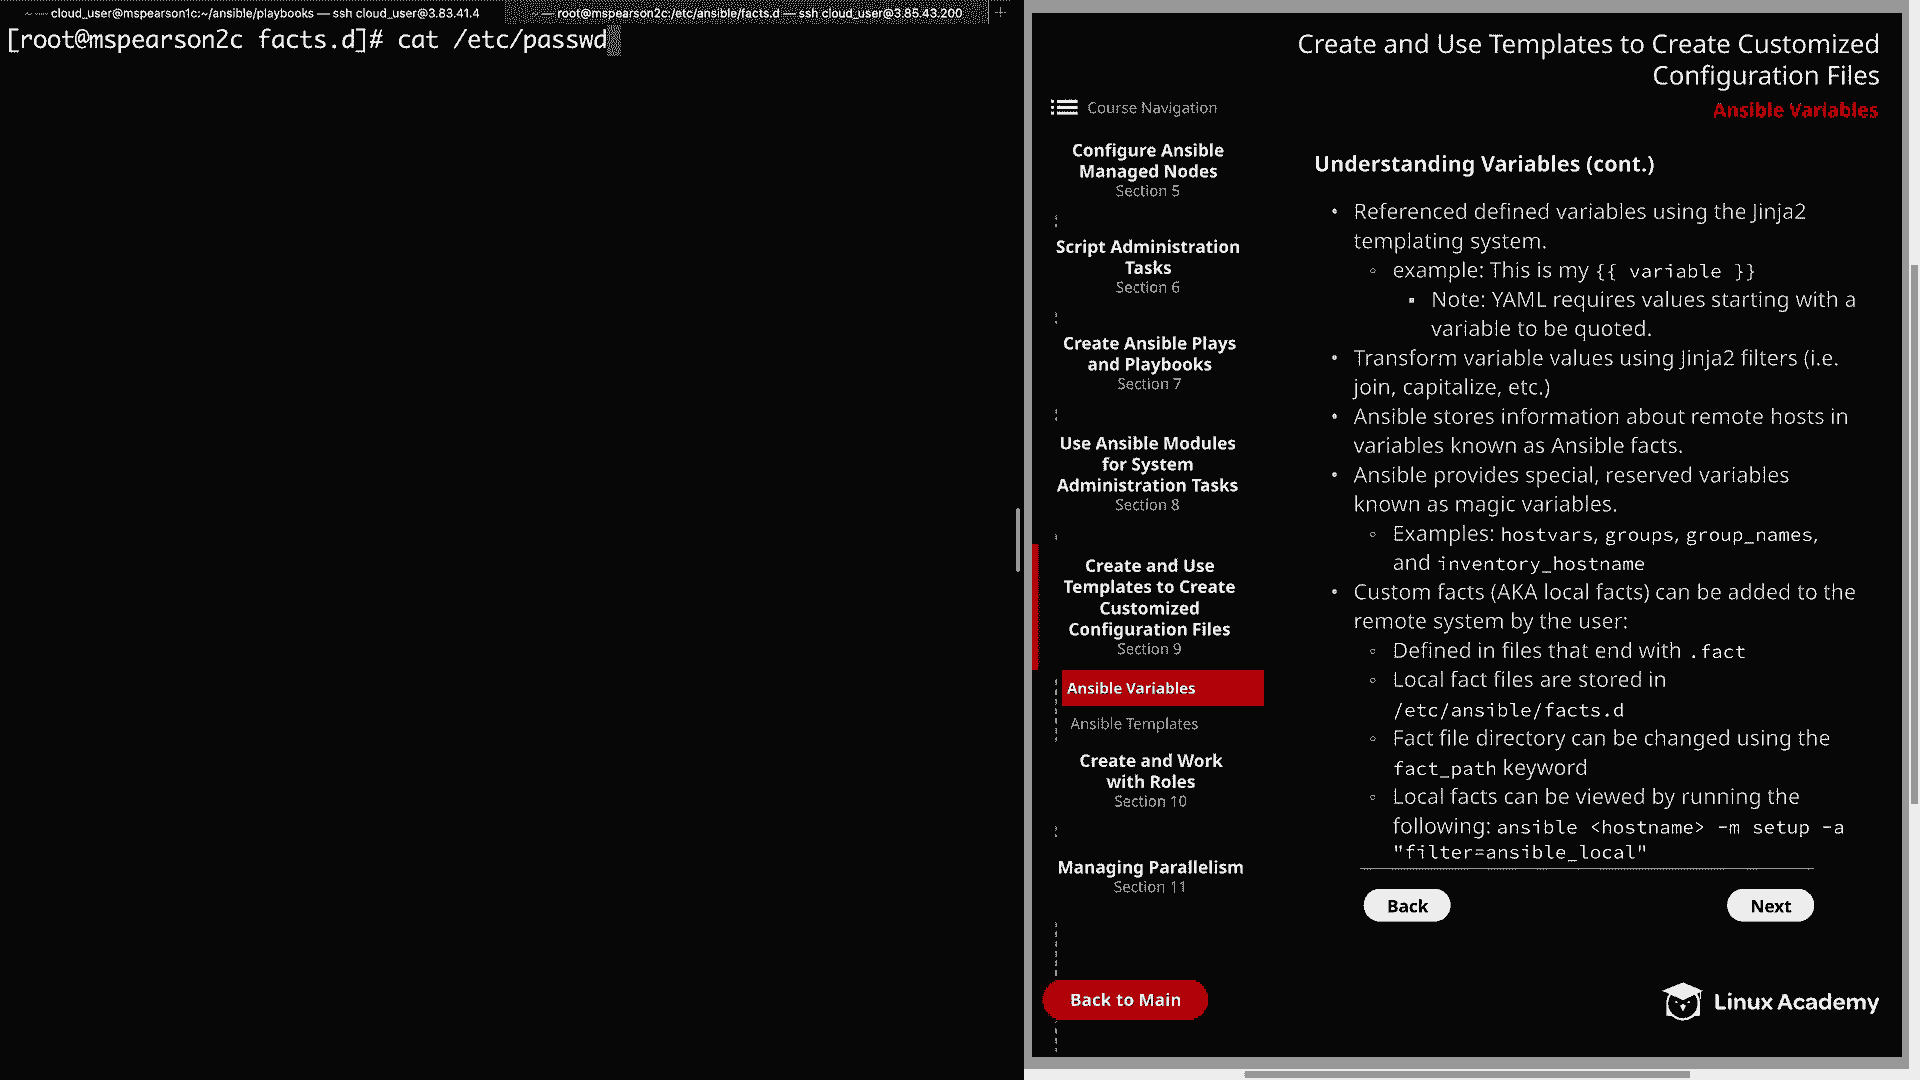 cloud_user@mspearson1c:~/ansible/playbooks — ssh cloud_user@3.83.41.4
root@mspearson2c:/etc/ansible/facts.d — ssh cloud_user@3.85.43.200
[root@mspearson2c facts.d]# cat /etc/passwd
Create and Use Templates to Create Customized
Configuration Files
Ansible Variables
Course Navigation
Configure Ansible
Managed Nodes
Section 5
Script Administration
Tasks
Section 6
Create Ansible Plays
and Playbooks
Section 7
Use Ansible Modules
for System
Administration Tasks
Section 8
Create and Use
Templates to Create
Customized
Configuration Files
Section 9
Ansible Variables
Ansible Templates
Create and Work
with Roles
Section 10
Managing Parallelism
Section 11
Back to Main
Understanding Variables (cont.)
• Referenced defined variables using the Jinja2
templating system.
◦ example: This is my {{ variable }}
▪ Note: YAML requires values starting with a
variable to be quoted.
• Transform variable values using Jinja2 filters (i.e.
join, capitalize, etc.)
• Ansible stores information about remote hosts in
variables known as Ansible facts.
• Ansible provides special, reserved variables
known as magic variables.
◦ Examples: hostvars, groups, group_names,
and inventory_hostname
• Custom facts (AKA local facts) can be added to the
remote system by the user:
◦ Defined in files that end with .fact
◦ Local fact files are stored in
/etc/ansible/facts.d
◦ Fact file directory can be changed using the
fact_path keyword
◦ Local facts can be viewed by running the
following: ansible <hostname> -m setup -a
"filter=ansible_local"
Back
Next
Linux Academy